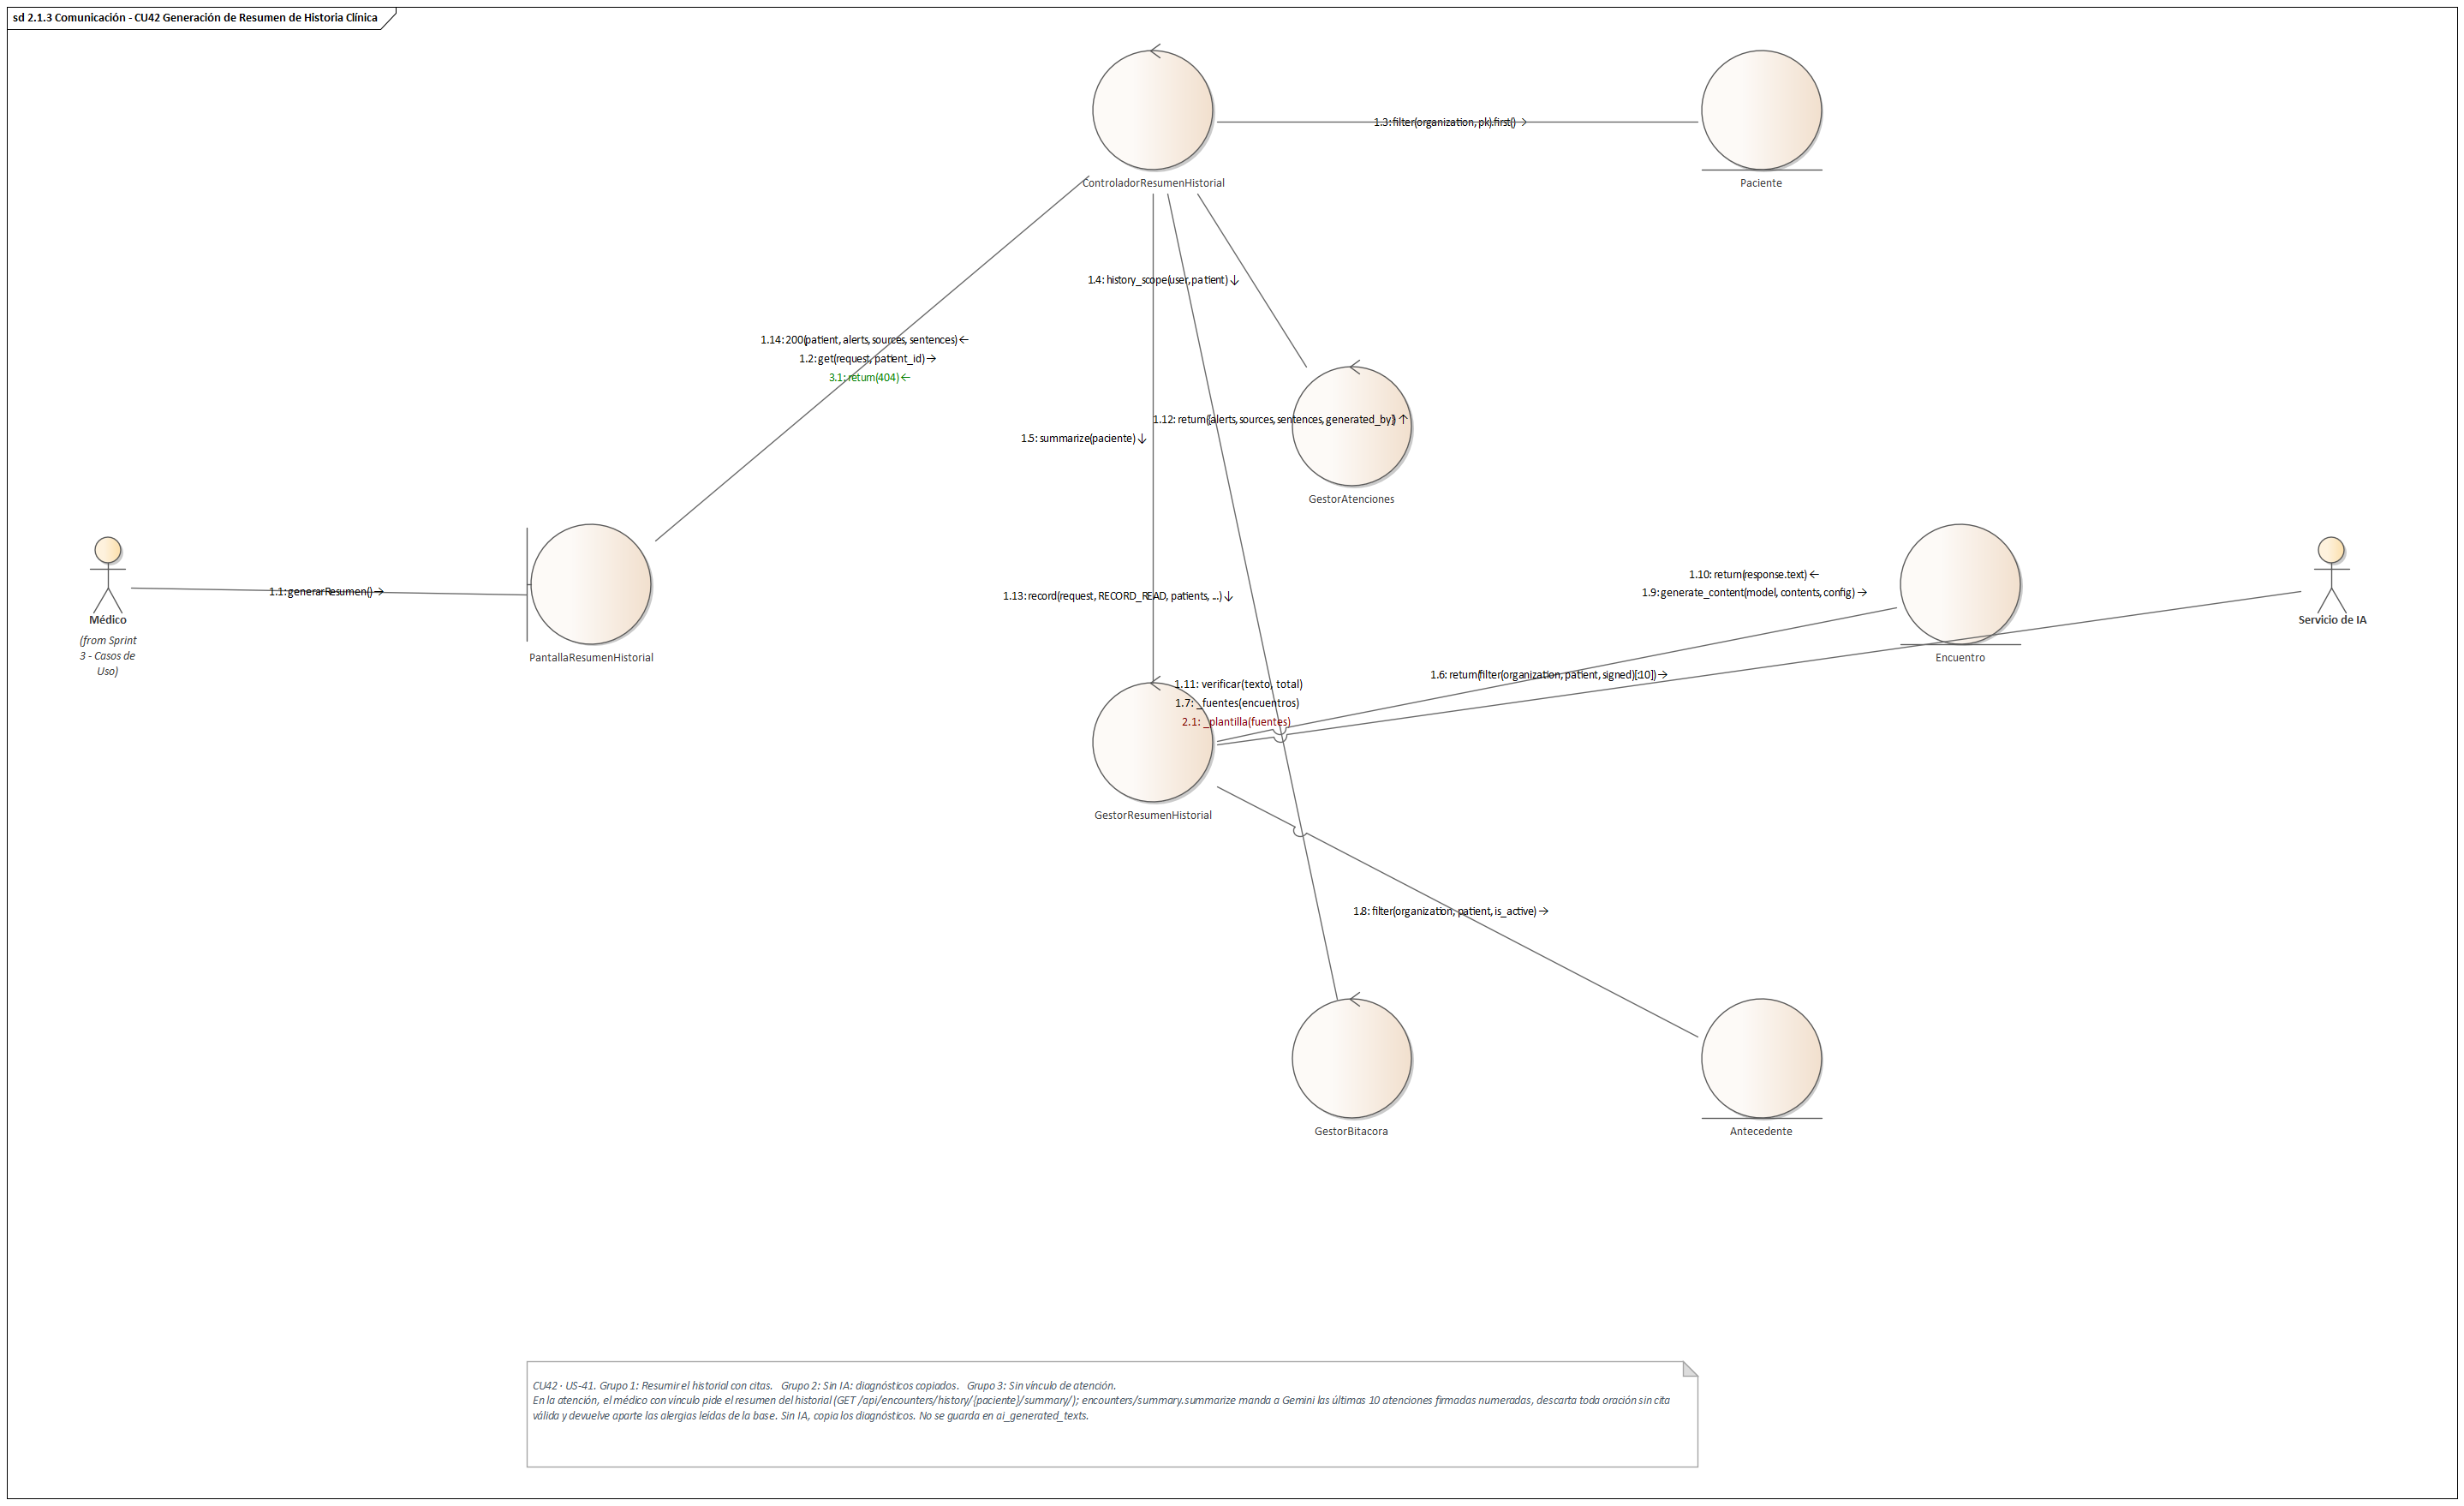 sd 2.1.3 Comunicación - CU42 Generación de Resumen de Historia Clínica
1.3: filter(organization, pk).first()
ControladorResumenHistorial
Paciente
1.4: history_scope(user,patient)
1.14: 200(patient, alerts, sources, sentences)
1.2: get(request, patient_id)
3.1: return(404)
1.12: return({alerts, sources, sentences, generated_by})
1.5: summarize(paciente)
GestorAtenciones
1.1: generarResumen()
Médico
(from Sprint
3 - Casos de
Uso)
PantallaResumenHistorial
1.13: record(request, RECORD_READ, patients, ...)
1.10: return(response.text)
1.9: generate_content(model, contents, config)
Servicio de IA
Encuentro
1.6: return(filter(organization, patient, signed)[:10])
1.11: verificar(texto, total)
1.7: _fuentes(encuentros)
2.1: _plantilla(fuentes)
GestorResumenHistorial
1.8: filter(organization, patient, is_active)
GestorBitacora
Antecedente
CU42 - US-41. Grupo 1: Resumir el historial con citas. Grupo 2: Sin IA: diagnósticos copiados. Grupo 3: Sin vínculo de atención.
En la atención, el médico con vínculo pide el resumen del historial (GET /api/encounters/history/{paciente}/summary/); encounters/summary.summarize manda a Gemini las últimas 10 atenciones firmadas numeradas, descarta toda oración sin cita
válida y devuelve aparte las alergias leídas de la base. Sin IA, copia los diagnósticos. No se guarda en ai_generated_texts.